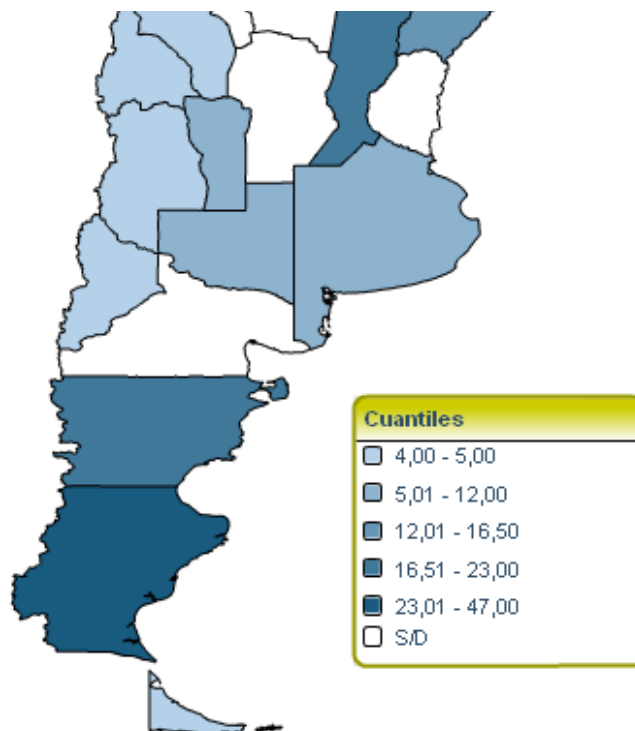 Cuantiles
4,00 - 5,00
5,01 - 12,00
12,01 - 16,50
16,51 - 23,00
23,01 - 47,00
S/D